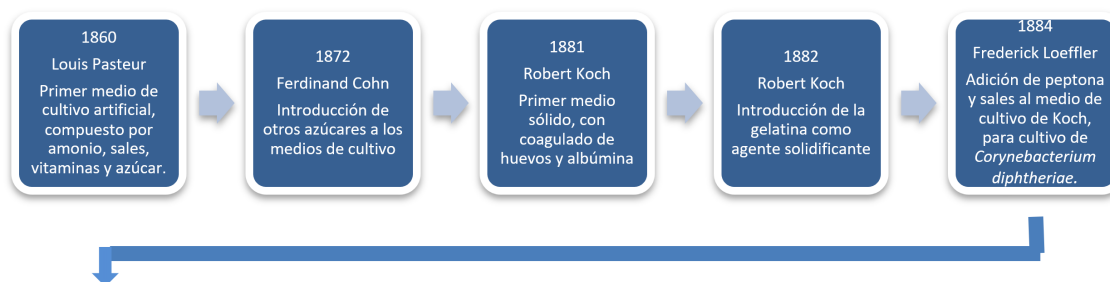 1860
Louis Pasteur
Primer medio de
cultivo artificial,
compuesto por
amonio, sales,
vitaminas y azúcar.
1872
Ferdinand Cohn
Introducción de
otros azúcares a los
medios de cultivo
1881
Robert Koch
Primer medio
sólido, con
coagulado de
huevos y albúmina
1882
Robert Koch
Introducción de la
gelatina como
agente solidificante
1884
Frederick Loeffler
Adición de peptona
y sales al medio de
cultivo de Koch,
para cultivo de
Corynebacterium
diphtheriae.